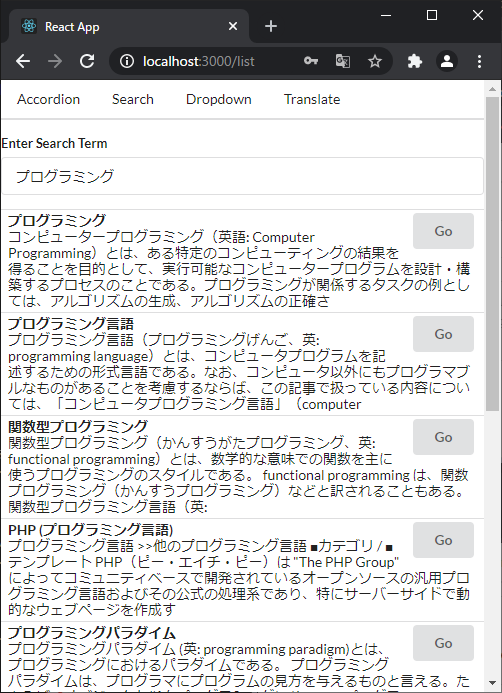 React App
localhost:3000/list
Accordion Search Dropdown Translate
Enter Search Term
プログラミング
プログラミング
Go
コンピュータープログラミング（英語: Computer
Programming）とは、ある特定のコンピューティングの結果を
得ることを目的として、実行可能なコンピュータープログラムを設計・構
築するプロセスのことである。プログラミングが関係するタスクの例とし
ては、アルゴリズムの生成、アルゴリズムの正確さ
プログラミング言語
Go
プログラミング言語（プログラミングげんご、英:
programming language）とは、コンピュータプログラムを記
述するための形式言語である。なお、コンピュータ以外にもプログラマブ
ルなものがあることを考慮するならば、この記事で扱っている内容につい
ては、「コンピュータプログラミング言語」（computer
関数型プログラミング
Go
関数型プログラミング（かんすうがたプログラミング、英:
functional programming）とは、数学的な意味での関数を主に
使うプログラミングのスタイルである。 functional programming は、関数
プログラミング（かんすうプログラミング）などと訳されることもある。
関数型プログラミング言語（英:
PHP (プログラミング言語)
Go
プログラミング言語 >>他のプログラミング言語 ■カテゴリ / ■
テンプレート PHP（ピー・エイチ・ピー）は "The PHP Group"
によってコミュニティベースで開発されているオープンソースの汎用プロ
グラミング言語およびその公式の処理系であり、特にサーバーサイドで動
的なウェブページを作成す
プログラミングパラダイム
Go
プログラミングパラダイム (英: programming paradigm)とは、
プログラミングにおけるパラダイムである。 プログラミング
パラダイムは、プログラマにプログラムの見方を与えるものと言える。た